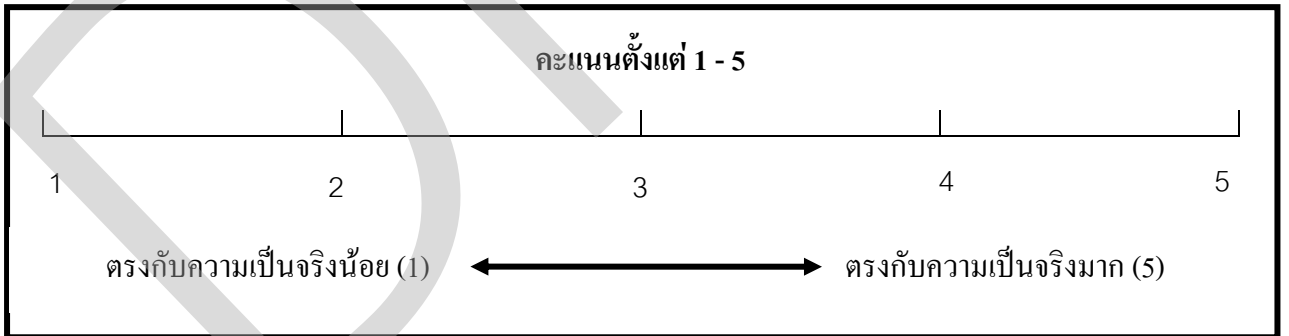 คะแนนตั้งแต่ 1 - 5
1 2 3 4 5
ตรงกับความเป็นจริงน้อย (1) ตรงกับความเป็นจริงมาก (5)